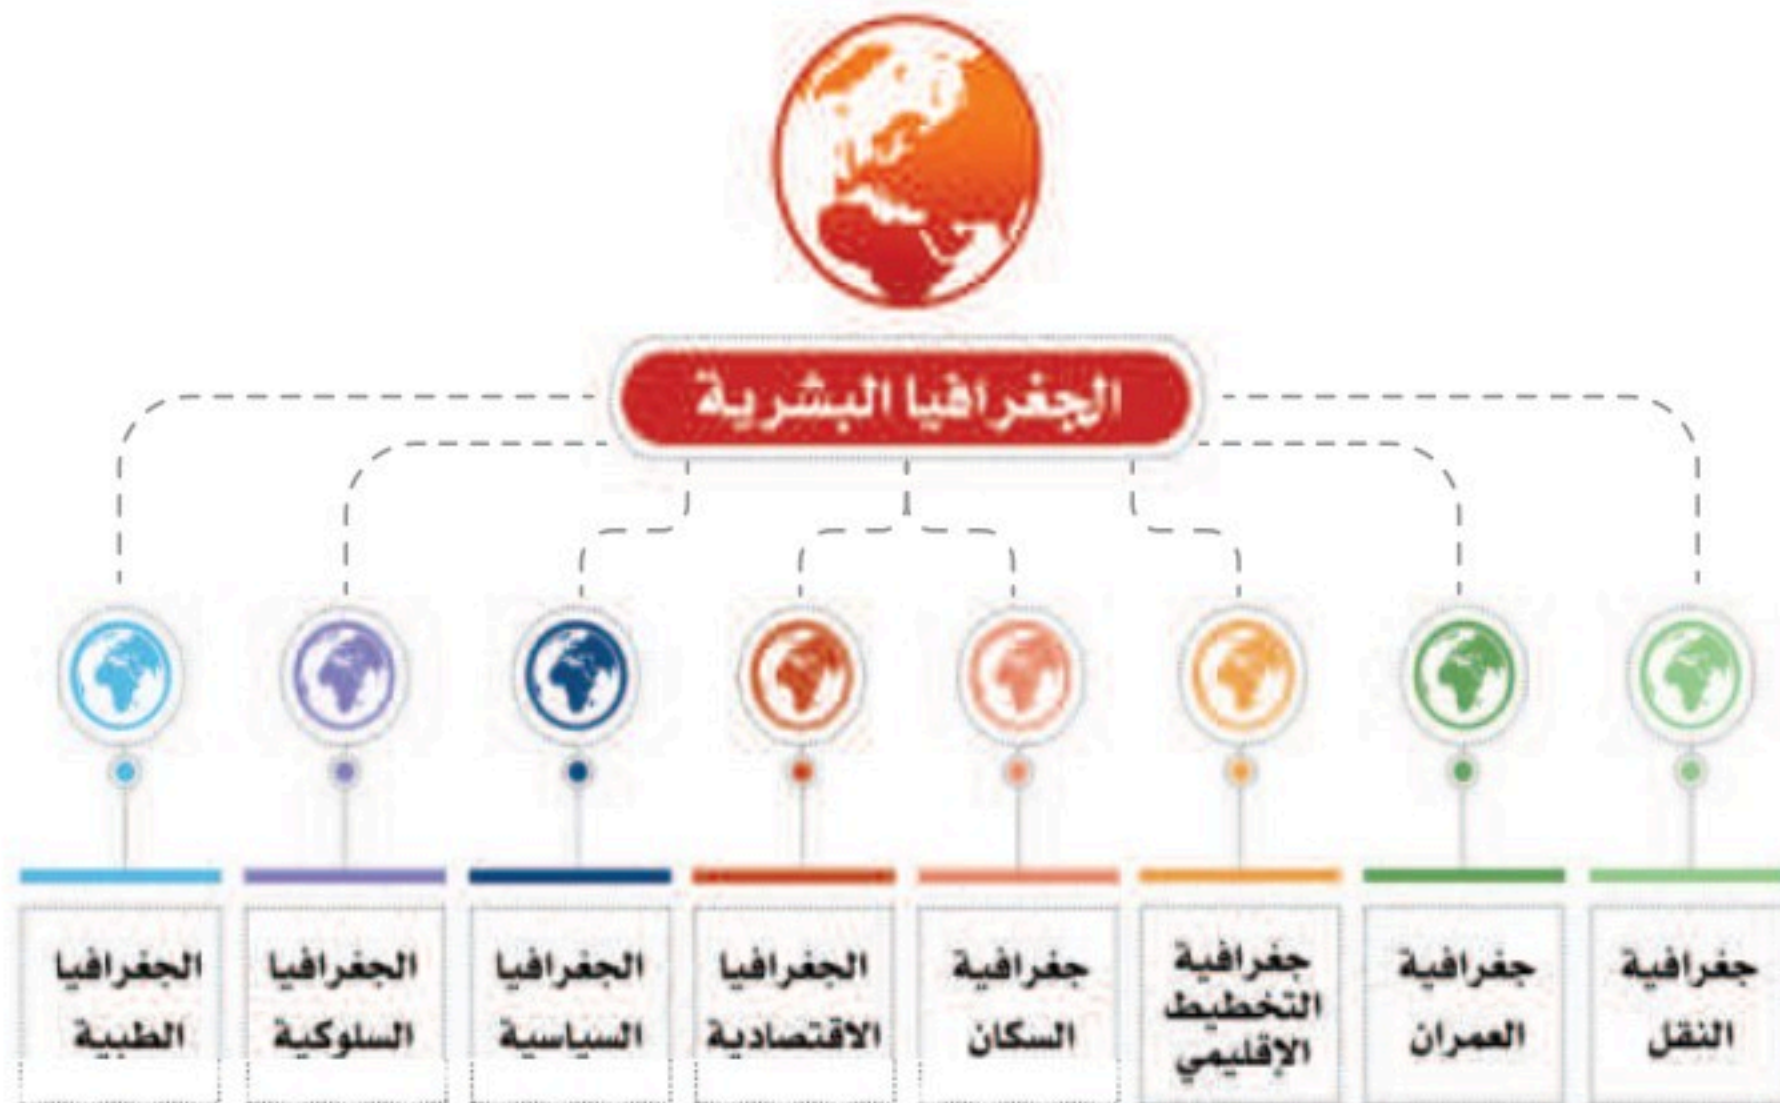 الجغرافيا البشرية
جغرافية
النقل
جغرافية
العمران
جغرافية
التخطيط
الإقليمي
جغرافية
السكان
الجغرافيا
الاقتصادية
الجغرافيا
السياسية
الجغرافيا
السلوكية
الجغرافيا
الطبية